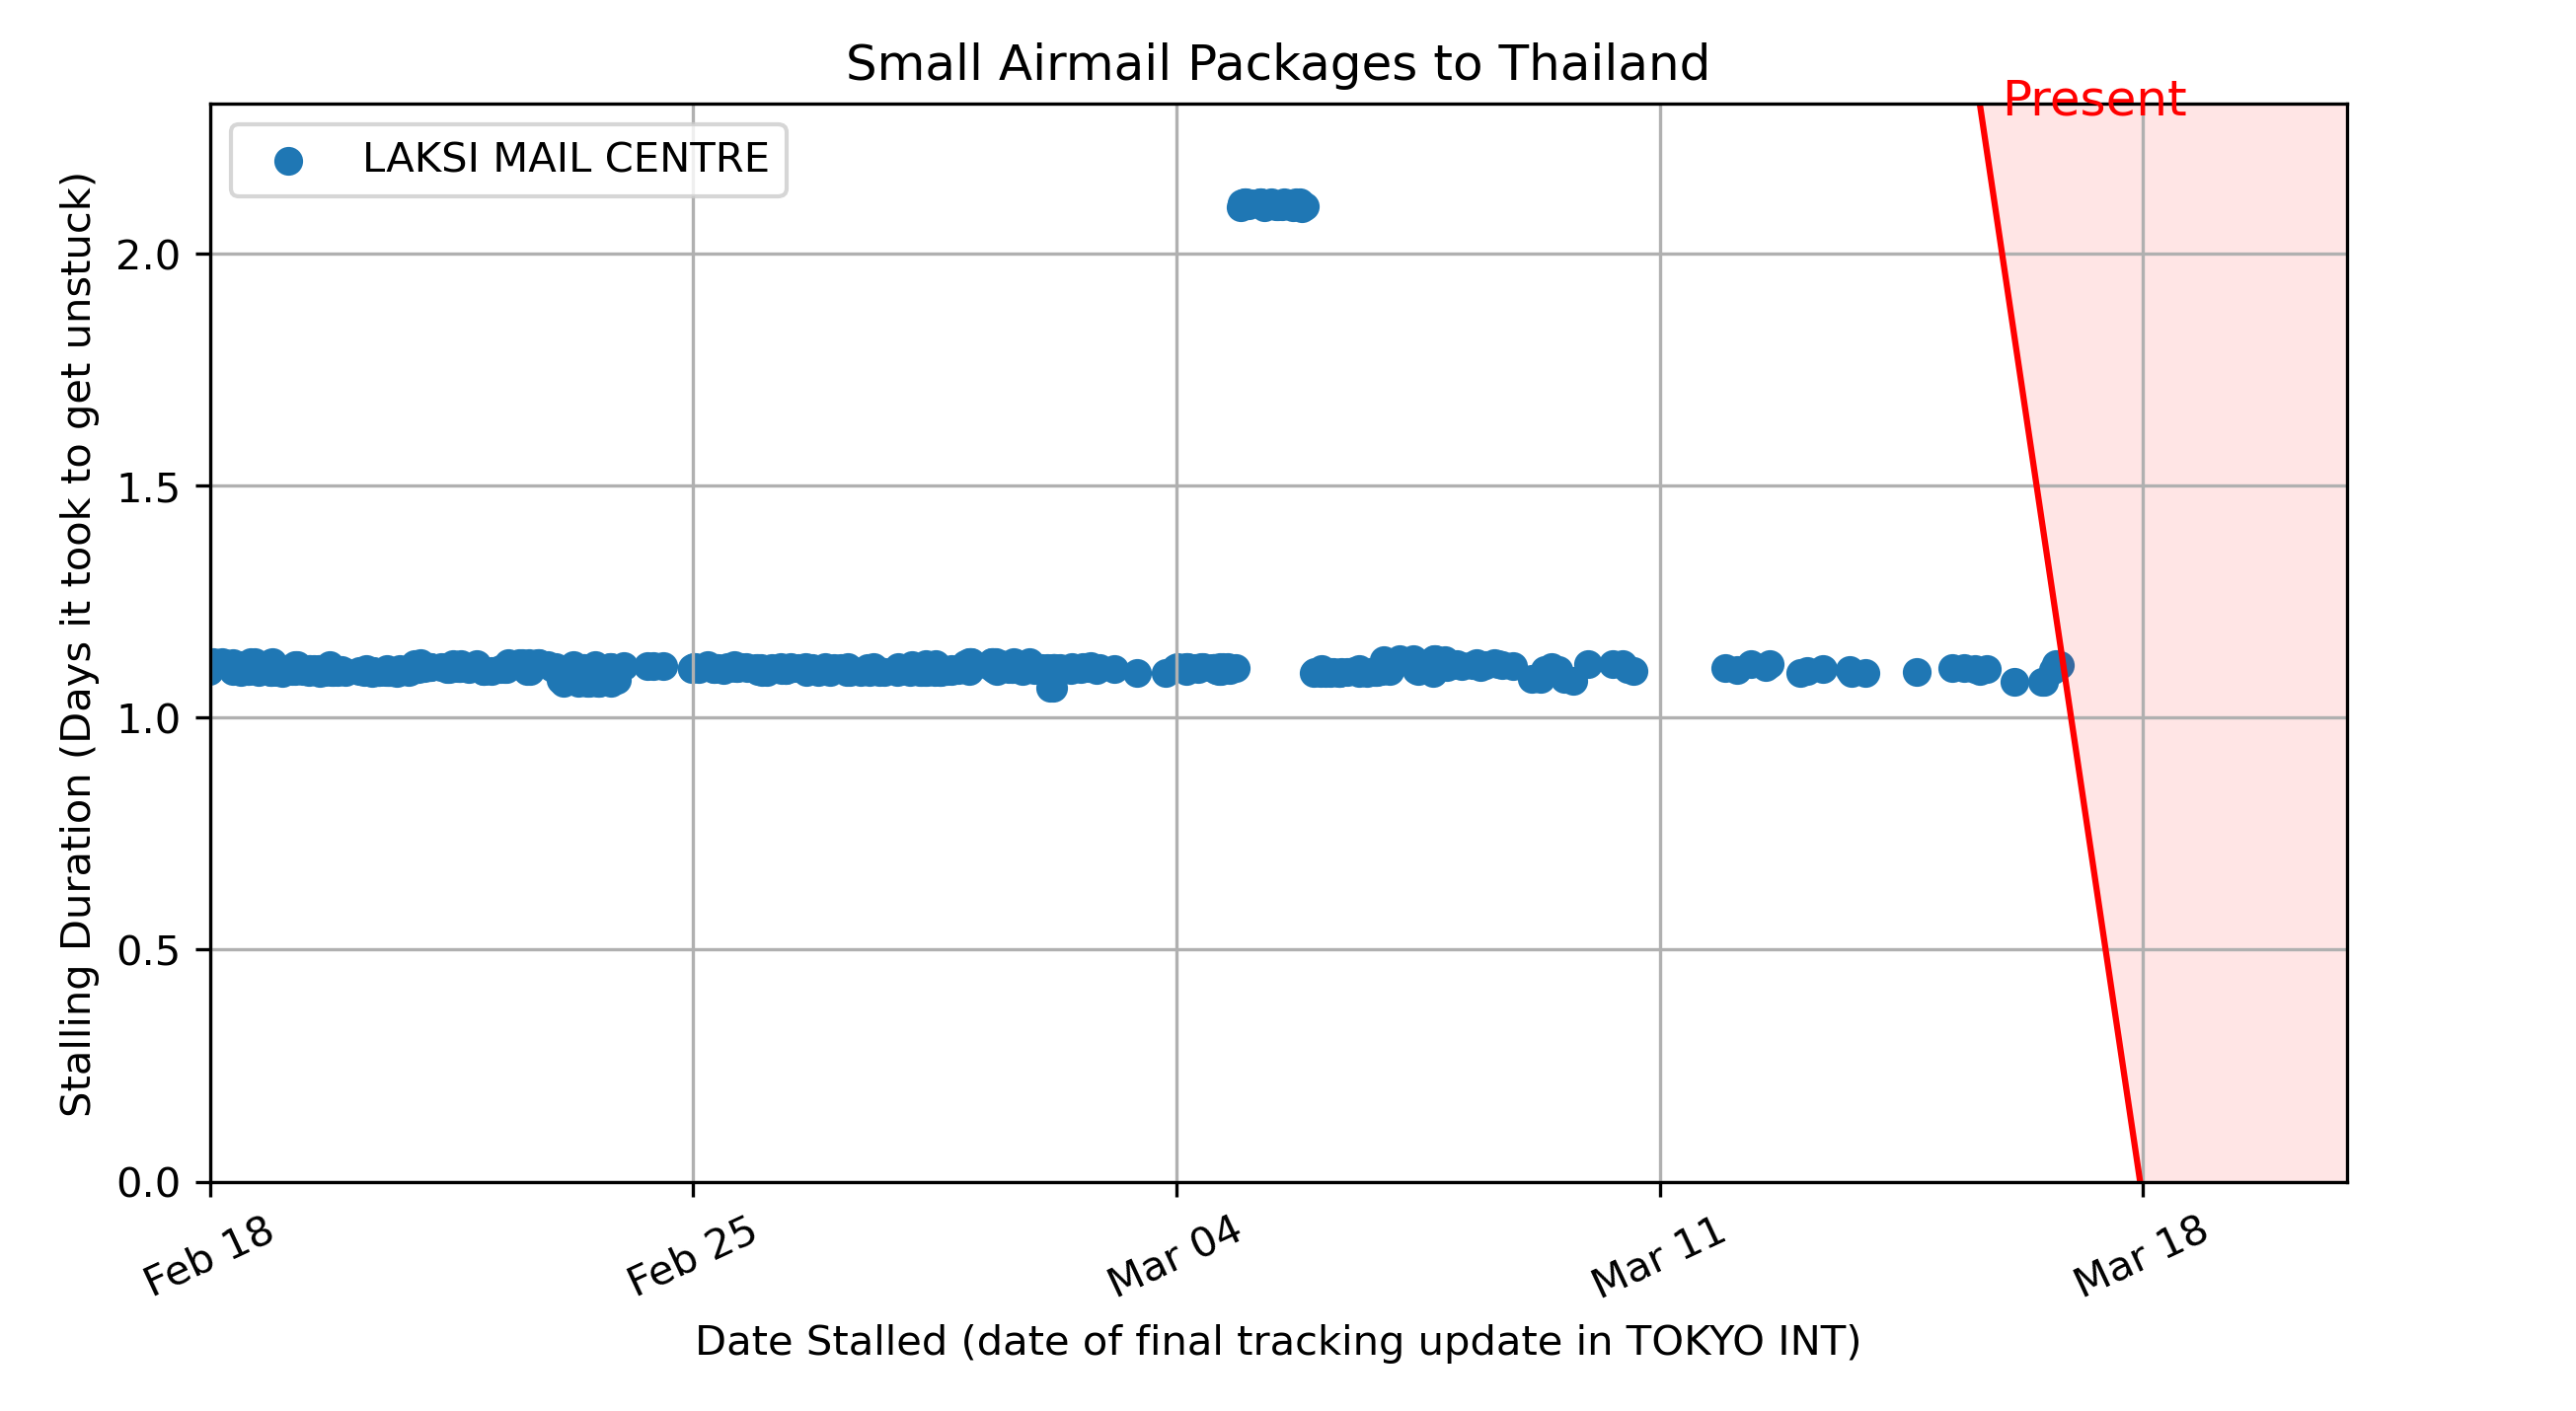 Small Airmail Packages to Thailand
Present
LAKSI MAIL CENTRE
Stalling Duration (Days it took to get unstuck)
2.0
1.5
1.0
0.5
0.0
Feb 18
Feb 25
Mar 04
Mar 11
Mar 18
Date Stalled (date of final tracking update in TOKYO INT)